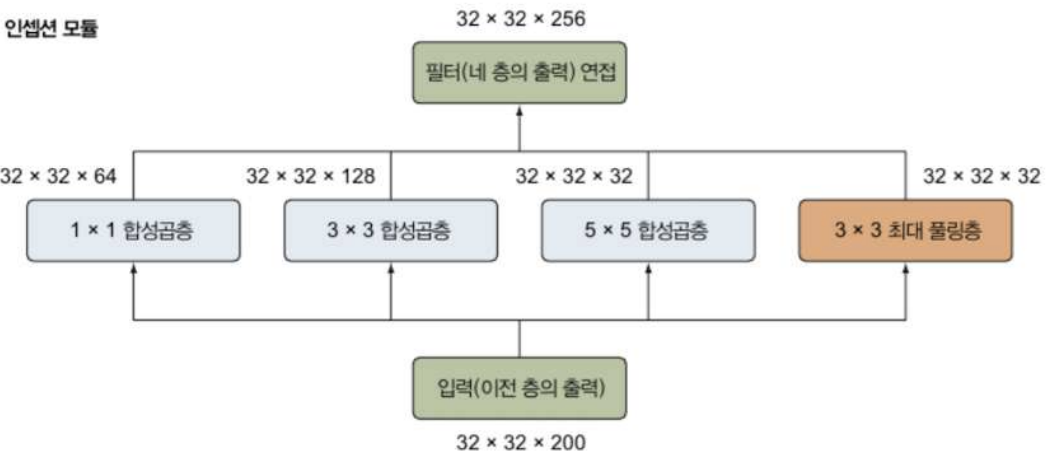 인셉션 모듈
32 × 32 × 256
필터(네 층의 출력) 연접
32 × 32 × 64
32 × 32 × 128
32 × 32 × 32
32 × 32 × 32
1 × 1 합성곱층
3 × 3 합성곱층
5 × 5 합성곱층
3 × 3 최대 풀링층
입력(이전 층의 출력)
32 × 32 × 200